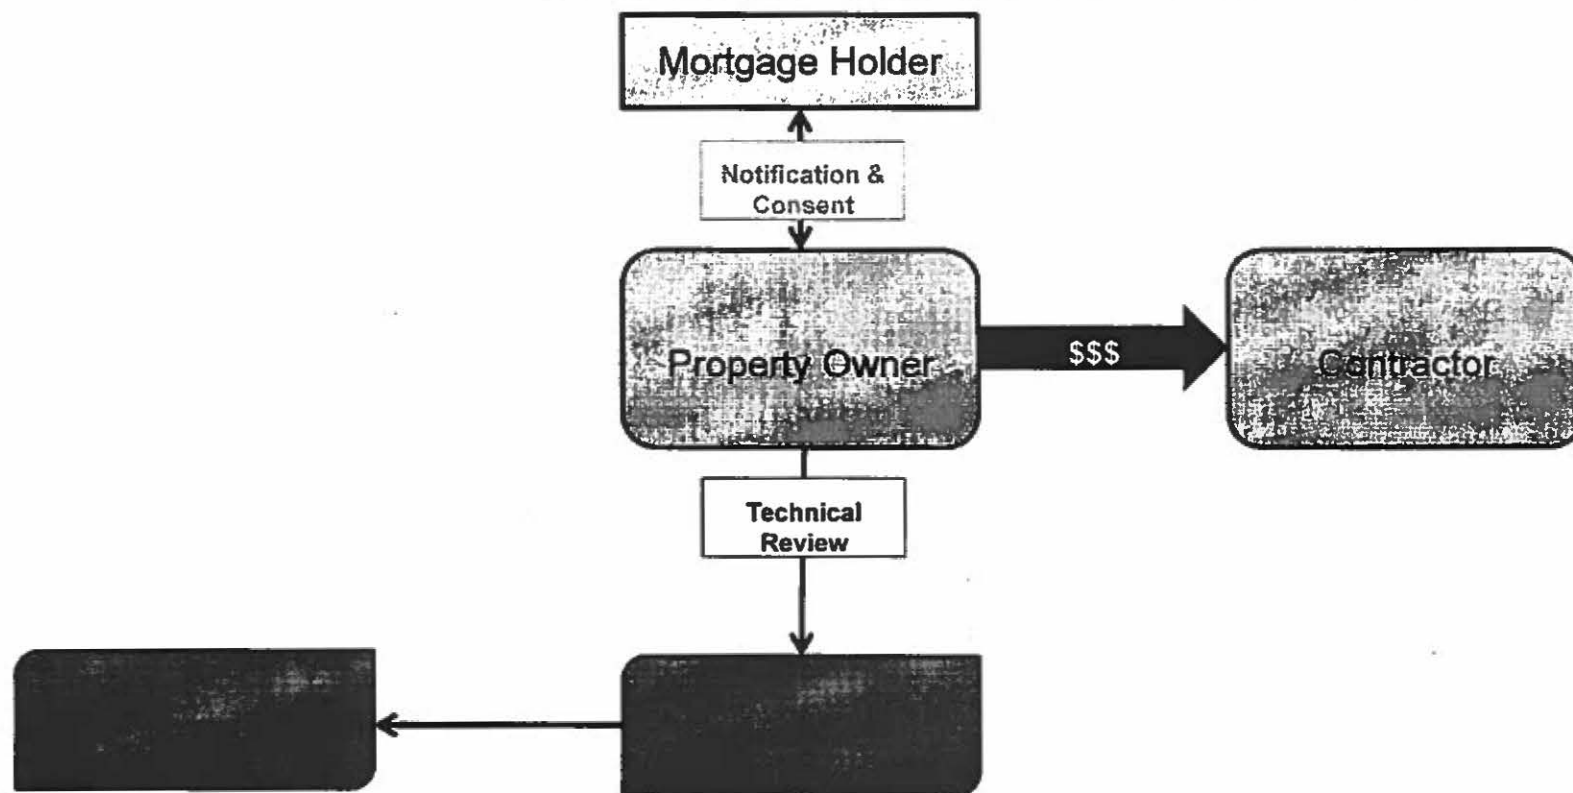 Mortgage Holder
Notification &
Consent
Property Owner
$$$
Contractor
Technical
Review